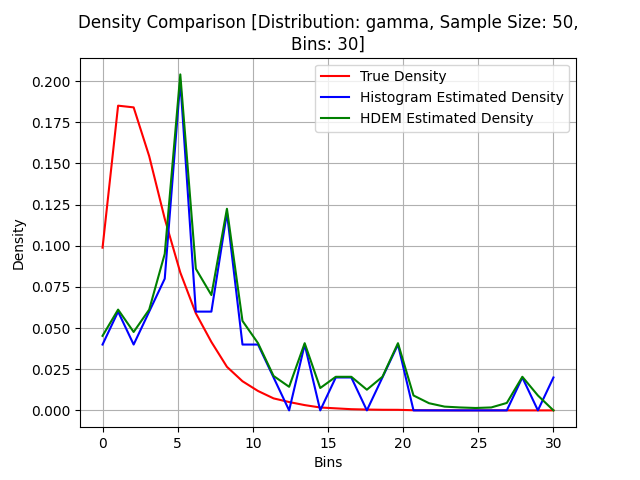 Density Comparison [Distribution: gamma, Sample Size: 50,
Bins: 30]
True Density
Histogram Estimated Density
HDEM Estimated Density
Density
0.200
0.175
0.150
0.125
0.100
0.075
0.050
0.025
0.000
0 5 10 15 20 25 30
Bins